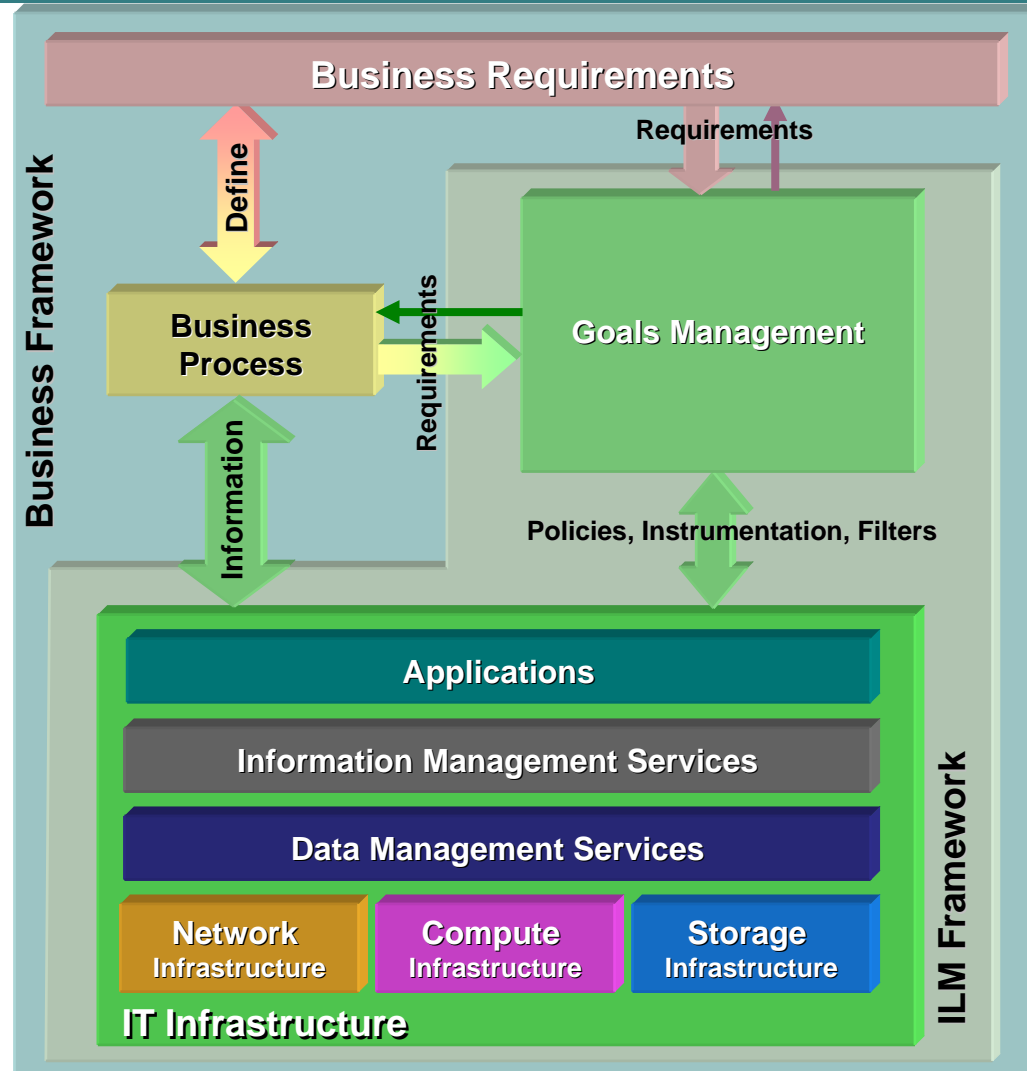 Business Requirements
Requirements
Business Framework
Define
Business
Process
Requirements
Goals Management
Information
Policies, Instrumentation, Filters
Applications
Information Management Services
Data Management Services
Network
Infrastructure
Compute
Infrastructure
Storage
Infrastructure
IT Infrastructure
ILM Framework